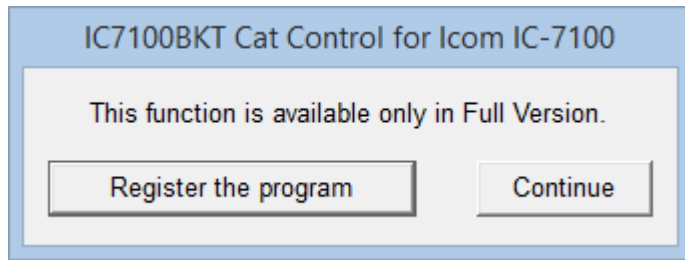 IC7100BKT Cat Control for Icom IC-7100
This function is available only in Full Version.
Register the program
Continue